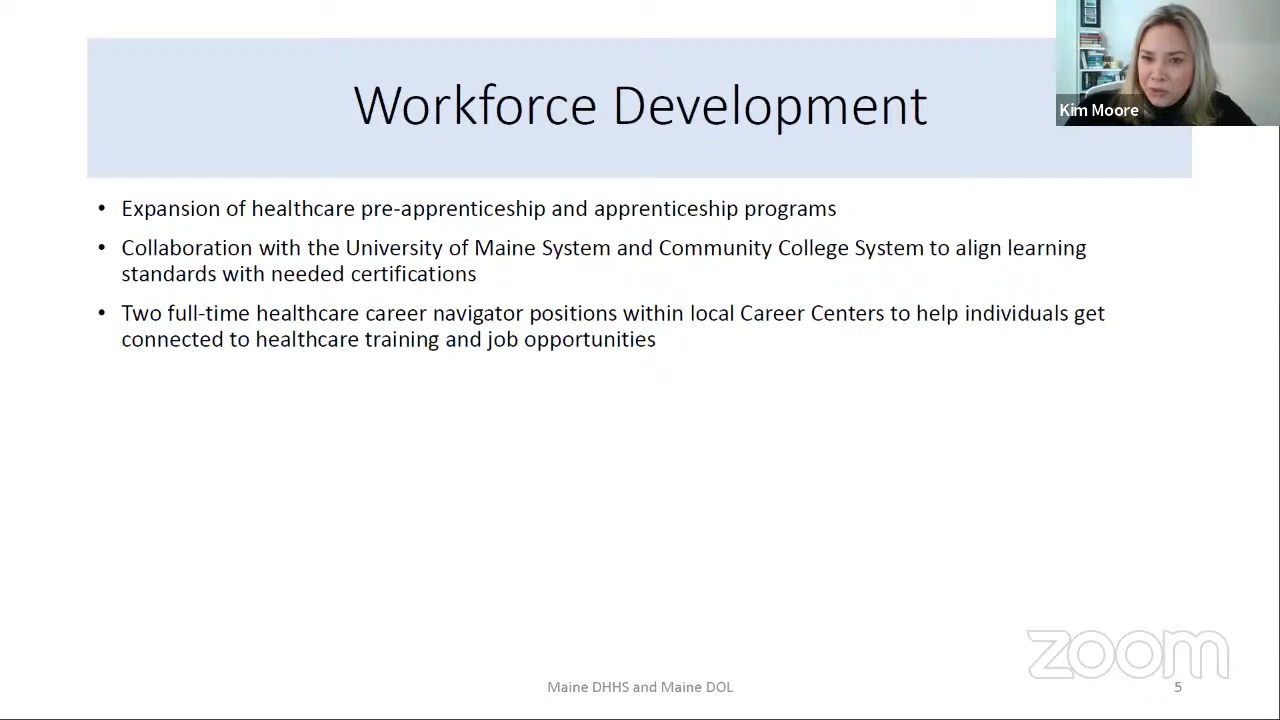 Workforce Development
Kim Moore
• Expansion of healthcare pre-apprenticeship and apprenticeship programs
• Collaboration with the University of Maine System and Community College System to align learning
standards with needed certifications
• Two full-time healthcare career navigator positions within local Career Centers to help individuals get
connected to healthcare training and job opportunities
zoom
Maine DHHS and Maine DOL
5